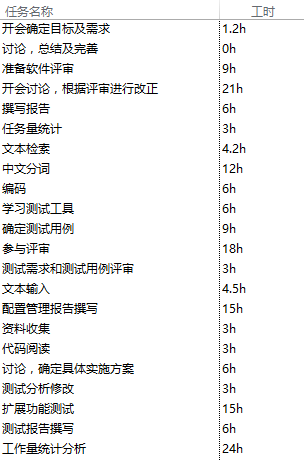 任务名称 工时
开会确定目标及需求 1.2h
讨论，总结及完善 0h
准备软件评审 9h
开会讨论，根据评审进行改正 21h
撰写报告 6h
任务量统计 3h
文本检索 4.2h
中文分词 12h
编码 6h
学习测试工具 6h
确定测试用例 9h
参与评审 18h
测试需求和测试用例评审 3h
文本输入 4.5h
配置管理报告撰写 15h
资料收集 3h
代码阅读 3h
讨论，确定具体实施方案 6h
测试分析修改 3h
扩展功能测试 15h
测试报告撰写 6h
工作量统计分析 24h